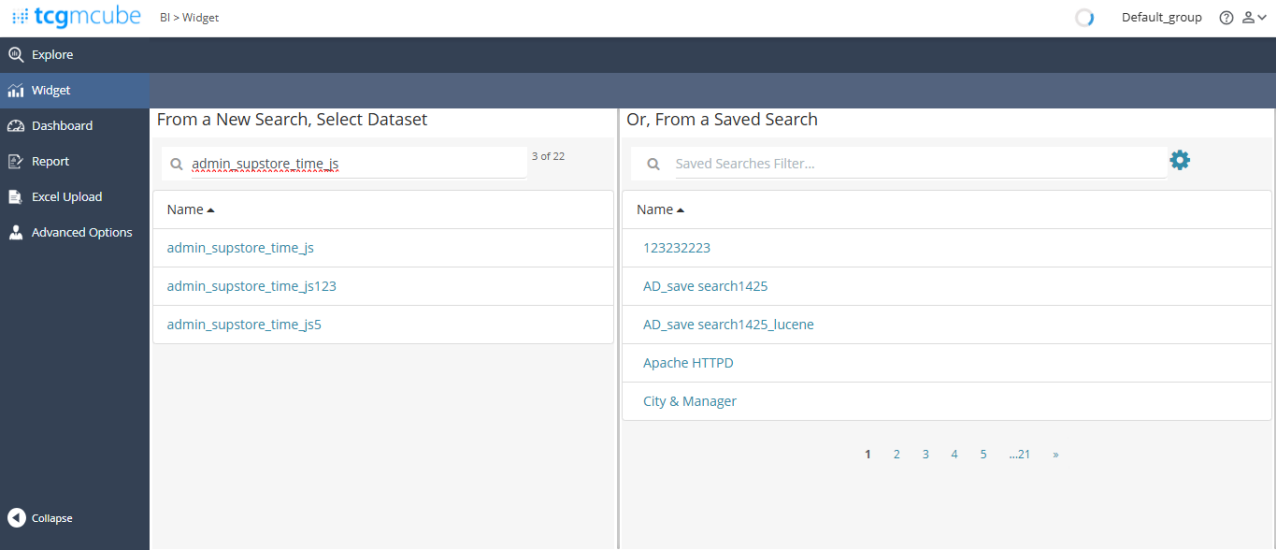 tcgmcube
BI > Widget
Default_group
Explore
Widget
Dashboard
Report
Excel Upload
Advanced Options
Collapse
From a New Search, Select Dataset
admin_supstore_time_js
3 of 22
Name
admin_supstore_time_js
admin_supstore_time_js123
admin_supstore_time_js5
Or, From a Saved Search
Saved Searches Filter...
Name
123232223
AD_save search1425
AD_save search1425_lucene
Apache HTTPD
City & Manager
1 2 3 4 5 ...21 »